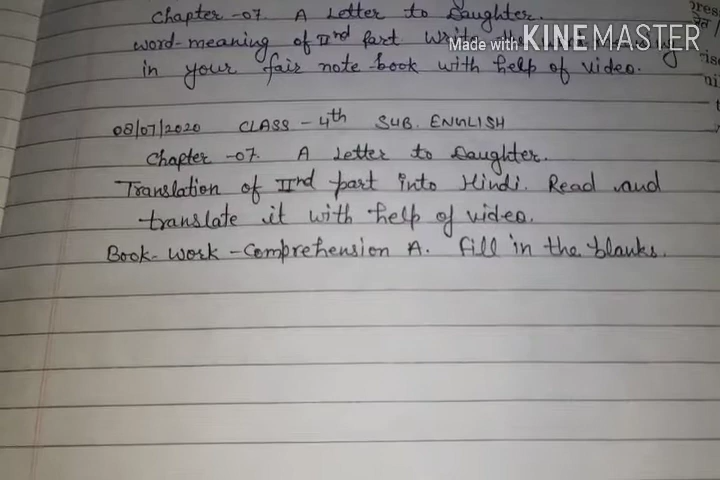 Chapter -07 A Letter to Daughter.
word-meaning of IInd part Write the
in your fair note book with help of video.
Made with KINEMASTER
08/07/2020 CLASS - 4th SUB. ENGLISH
Chapter -07. A Letter to Daughter.
Translation of IInd part into Hindi. Read and
translate it with help of video.
Book-work - Comprehension A. Fill in the blanks.